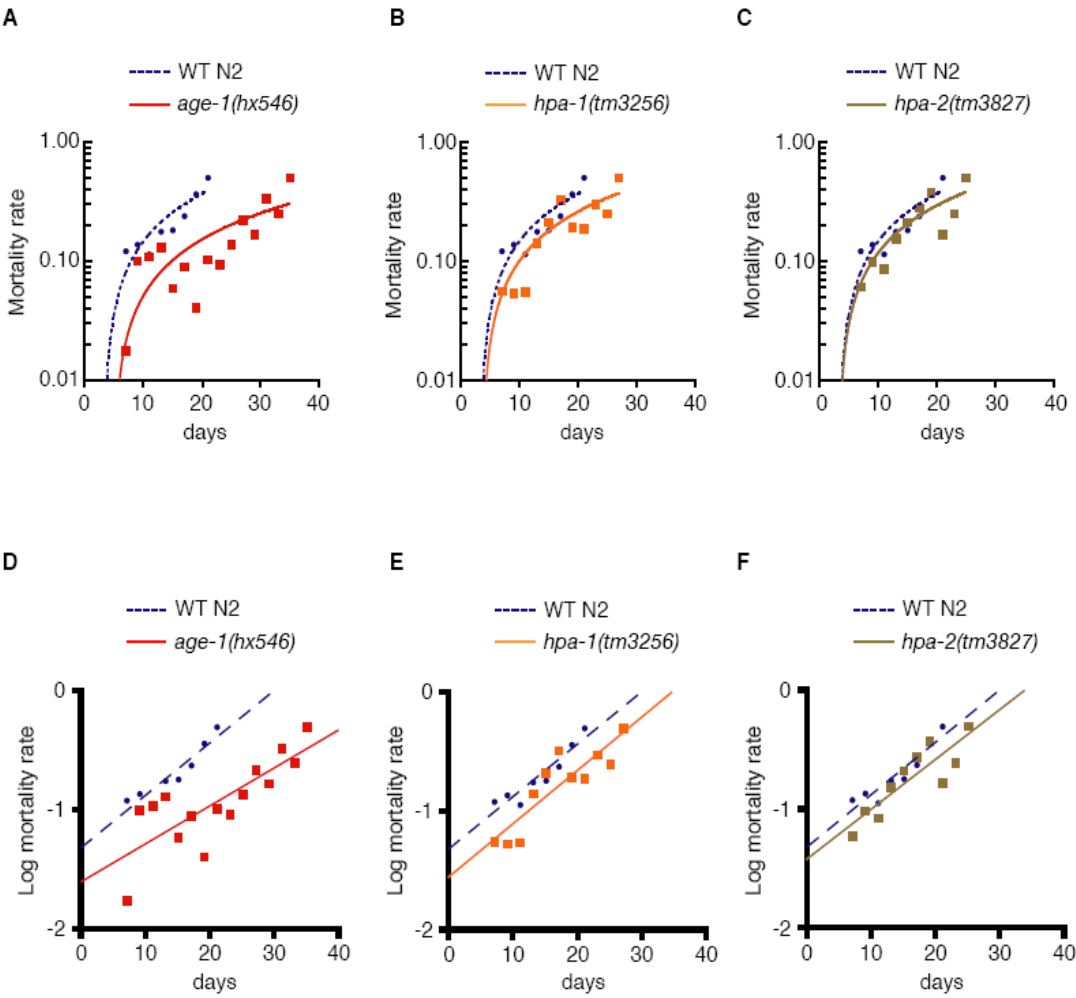 A
B
C
WT N2
age-1(hx546)
WT N2
hpa-1(tm3256)
WT N2
hpa-2(tm3827)
Mortality rate
1.00
0.10
0.01
0
10
20
30
40
days
Mortality rate
1.00
0.10
0.01
0
10
20
30
40
days
Mortality rate
1.00
0.10
0.01
0
10
20
30
40
days
D
E
F
WT N2
age-1(hx546)
WT N2
hpa-1(tm3256)
WT N2
hpa-2(tm3827)
Log mortality rate
0
-1
-2
0
10
20
30
40
days
Log mortality rate
0
-1
-2
0
10
20
30
40
days
Log mortality rate
0
-1
-2
0
10
20
30
40
days